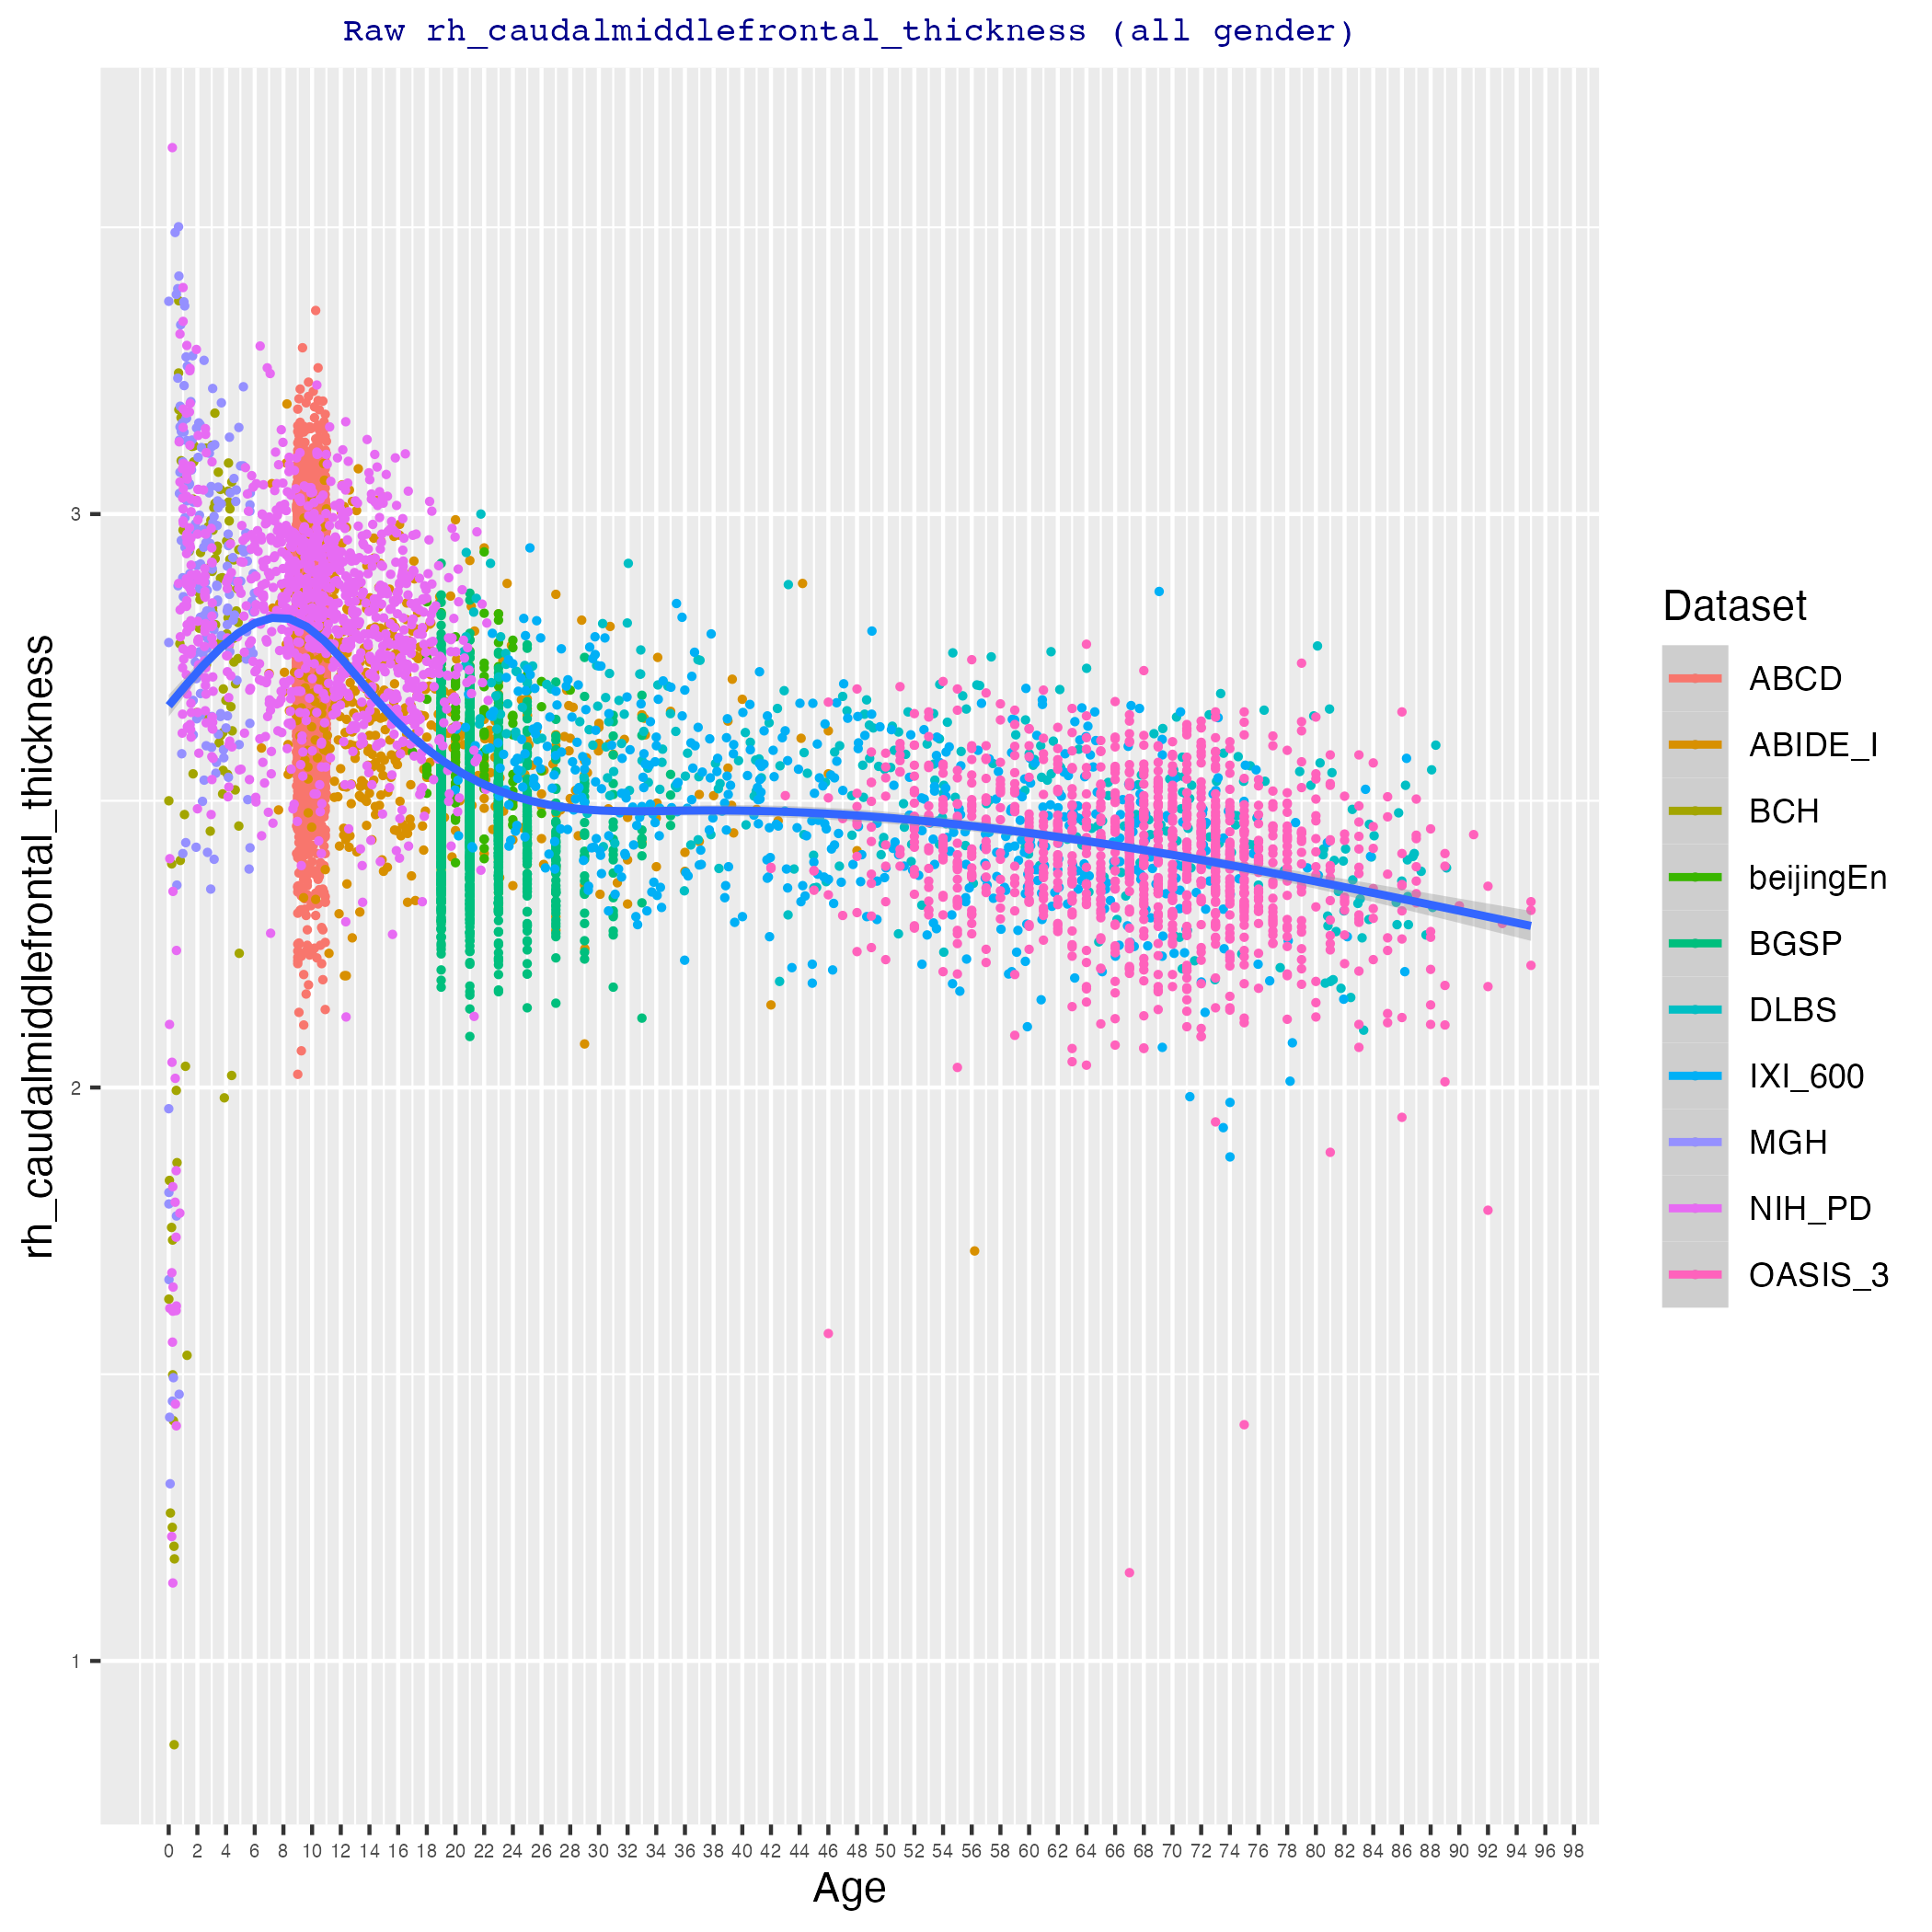 Raw rh_caudalmiddlefrontal_thickness (all gender)
rh_caudalmiddlefrontal_thickness
3
2
1
0 2 4 6 8 10 12 14 16 18 20 22 24 26 28 30 32 34 36 38 40 42 44 46 48 50 52 54 56 58 60 62 64 66 68 70 72 74 76 78 80 82 84 86 88 90 92 94 96 98
Age
Dataset
ABCD
ABIDE_I
BCH
beijingEn
BGSP
DLBS
IXI_600
MGH
NIH_PD
OASIS_3